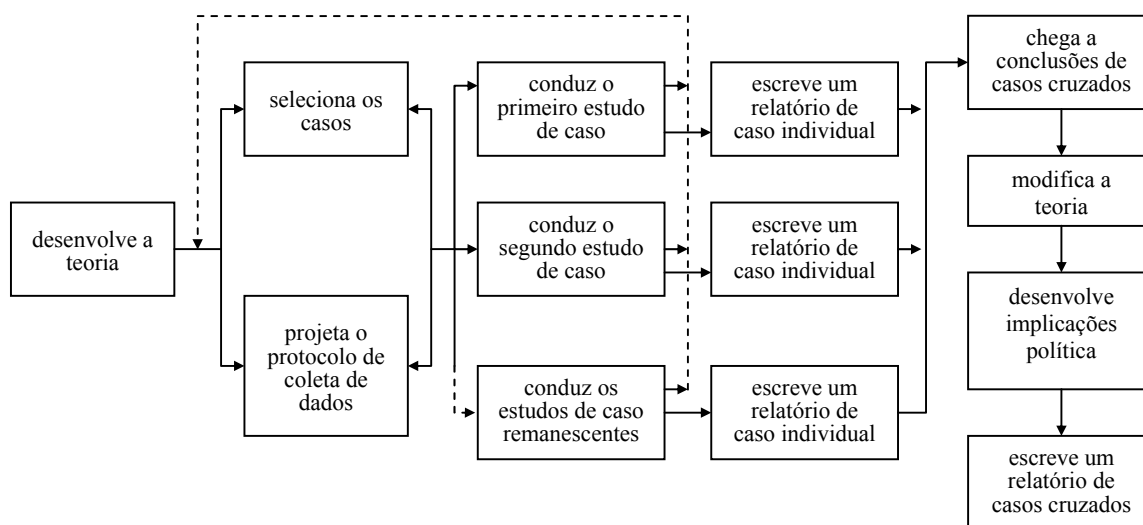 desenvolve a
teoria
seleciona os
casos
projeta o
protocolo de
coleta de
dados
conduz o
primeiro estudo
de caso
conduz o
segundo estudo
de caso
conduz os
estudos de caso
remanescentes
escreve um
relatório de
caso individual
escreve um
relatório de
caso individual
escreve um
relatório de
caso individual
chega a
conclusões de
casos cruzados
modifica a
teoria
desenvolve
implicações
política
escreve um
relatório de
casos cruzados